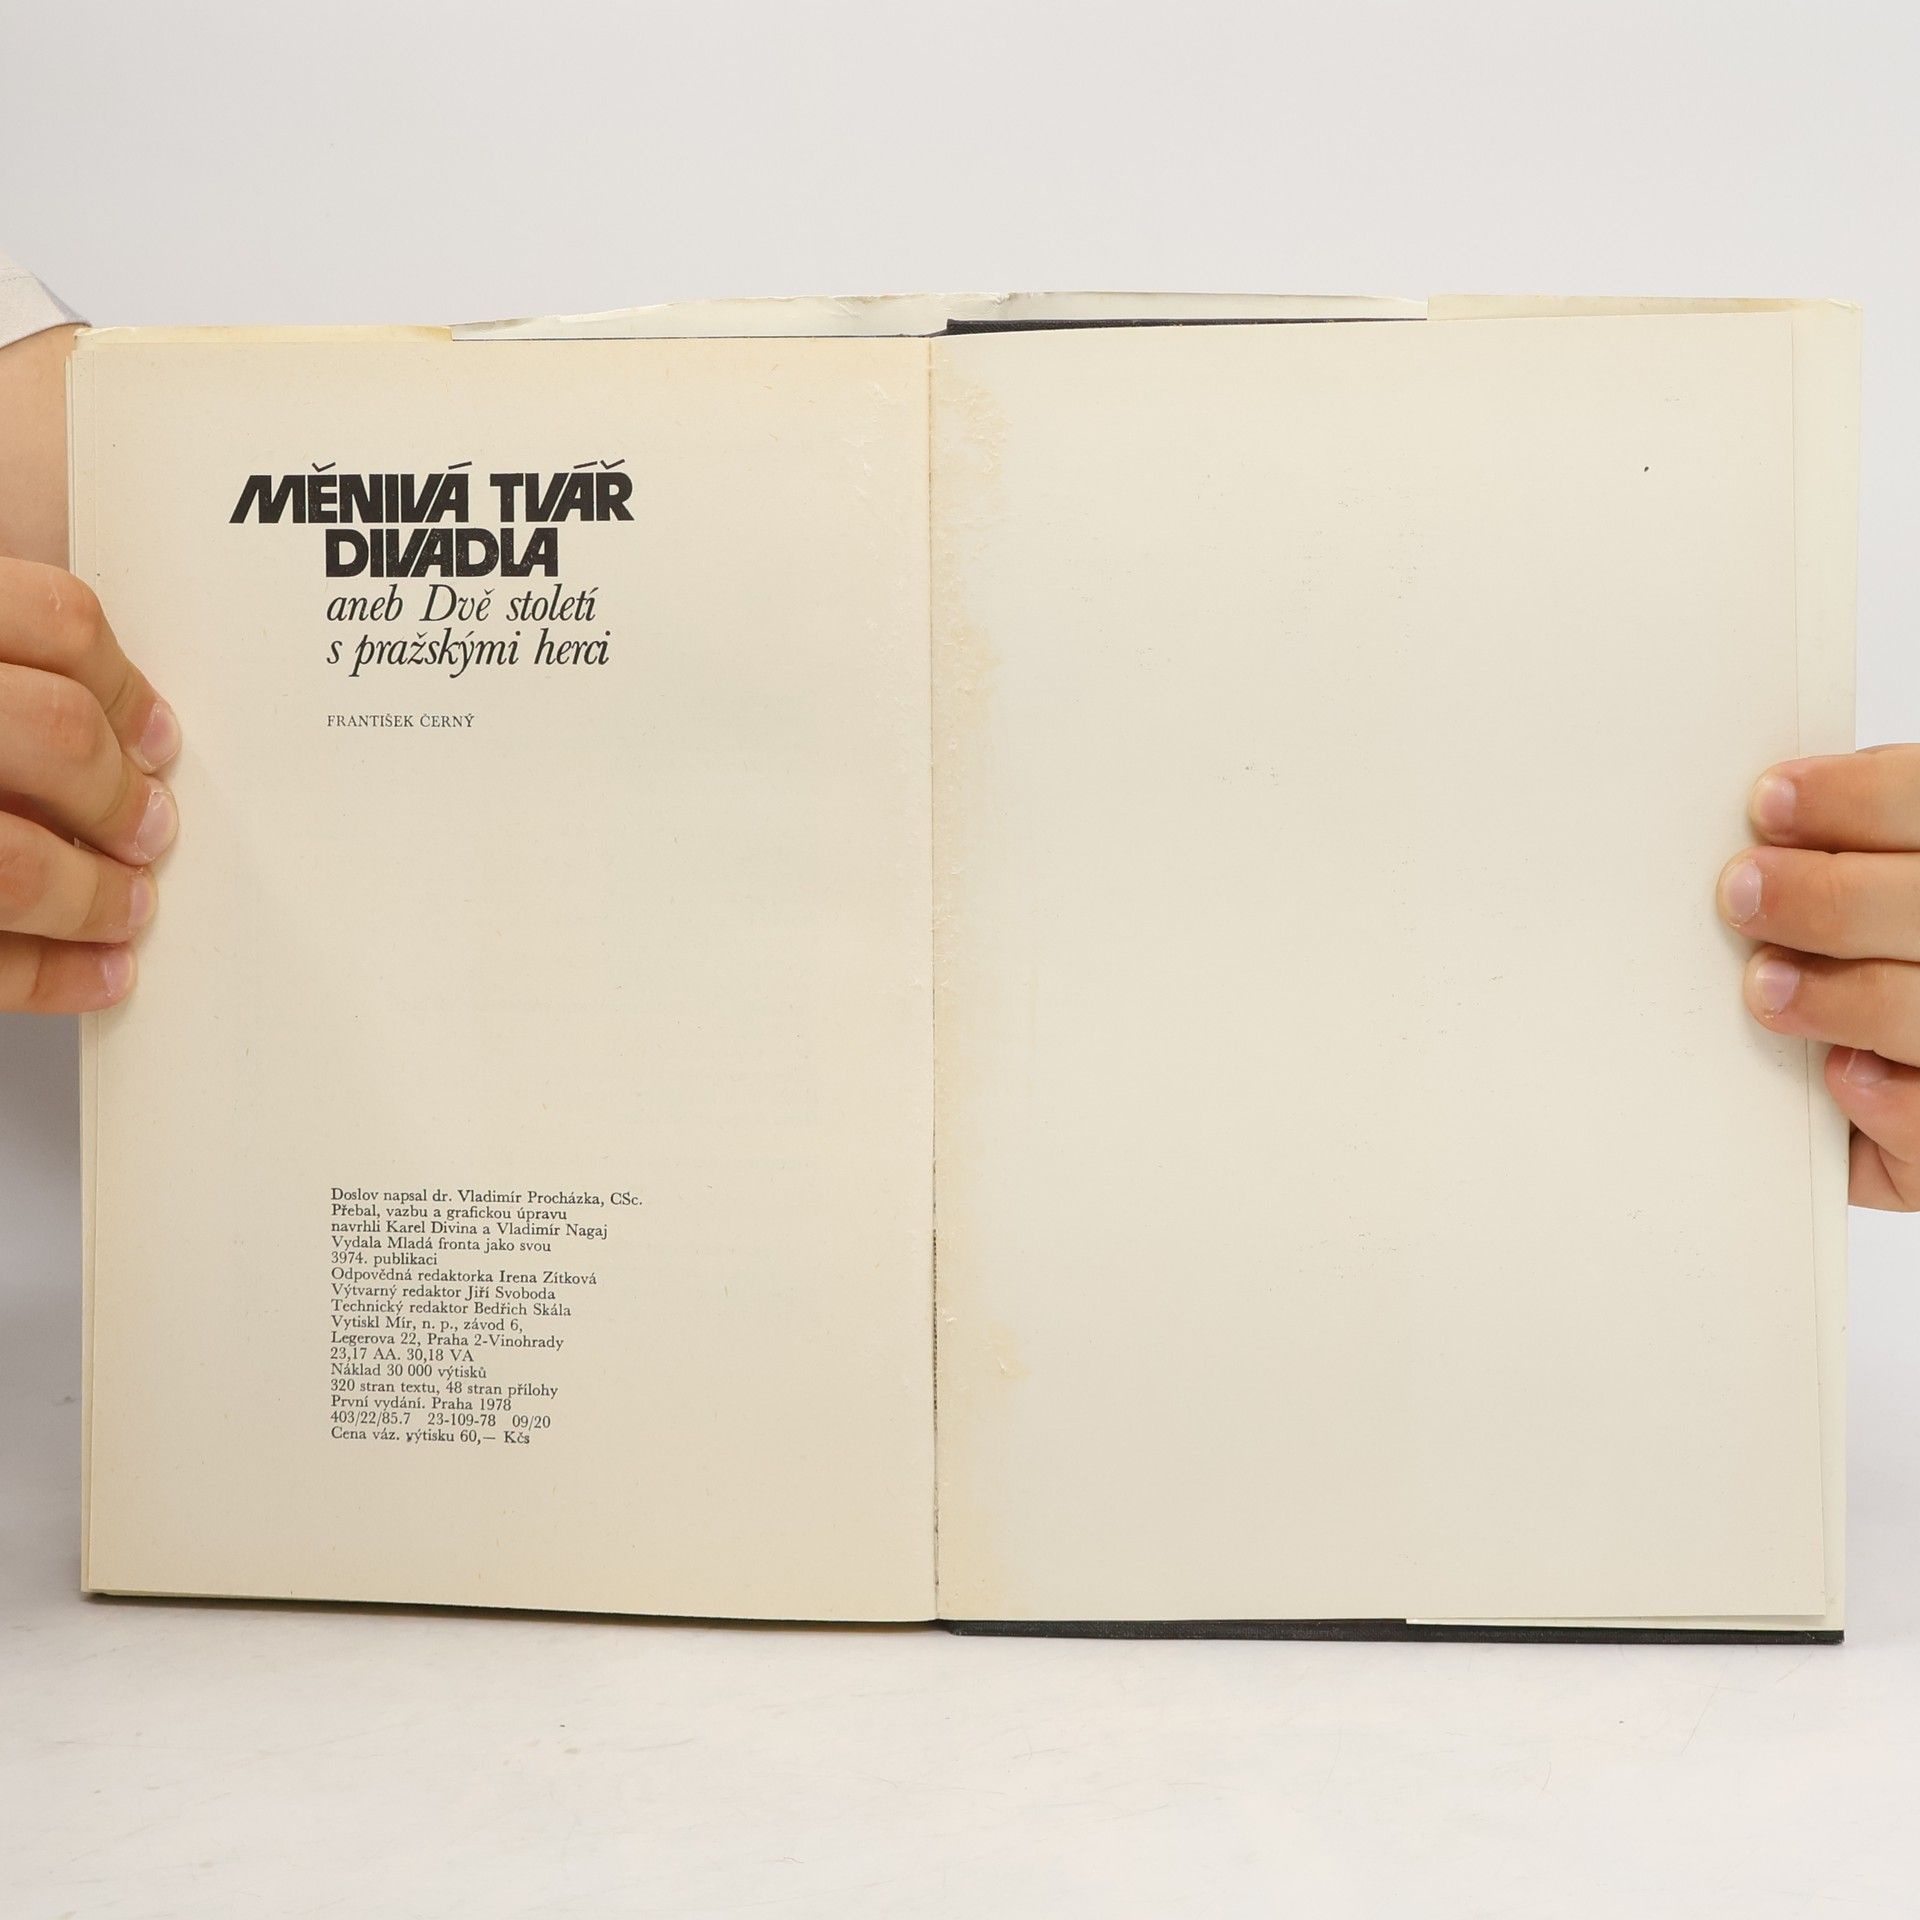 MĚNIVÁ TVÁŘ
DIVADLA
aneb Dvě století
s pražskými herci
FRANTIŠEK ČERNÝ
Doslov napsal dr. Vladimír Procházka, CSc.
Přebal, vazbu a grafickou úpravu
navrhli Karel Divina a Vladimír Nagaj
Vydala Mladá fronta jako svou
3974. publikaci
Odpovědná redaktorka Irena Zítková
Výtvarný redaktor Jiří Svoboda
Technický redaktor Bedřich Skála
Vytiskl Mír, n. p., závod 6,
Legerova 22, Praha 2-Vinohrady
23,17 AA. 30,18 VA
Náklad 30 000 výtisků
320 stran textu, 48 stran přílohy
První vydání. Praha 1978
403/22/85.7 23-109-78 09/20
Cena váz. výtisku 60,— Kčs